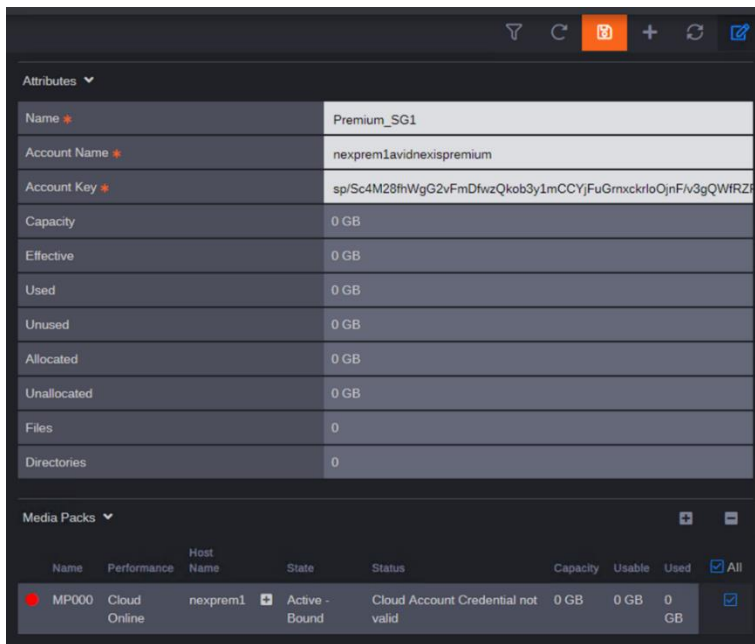 Attributes
Name *
Premium_SG1
Account Name *
nexprem1avidnexispremium
Account Key *
Capacity
0 GB
Effective
0 GB
Used
0 GB
Unused
0 GB
Allocated
0 GB
Unallocated
0 GB
Files
0
Directories
0
Media Packs
Name Performance Host Name State Status Capacity Usable Used All
MP000 Cloud nexprem1 Active - Cloud Account Credential not 0 GB 0 GB 0
Online Bound valid GB